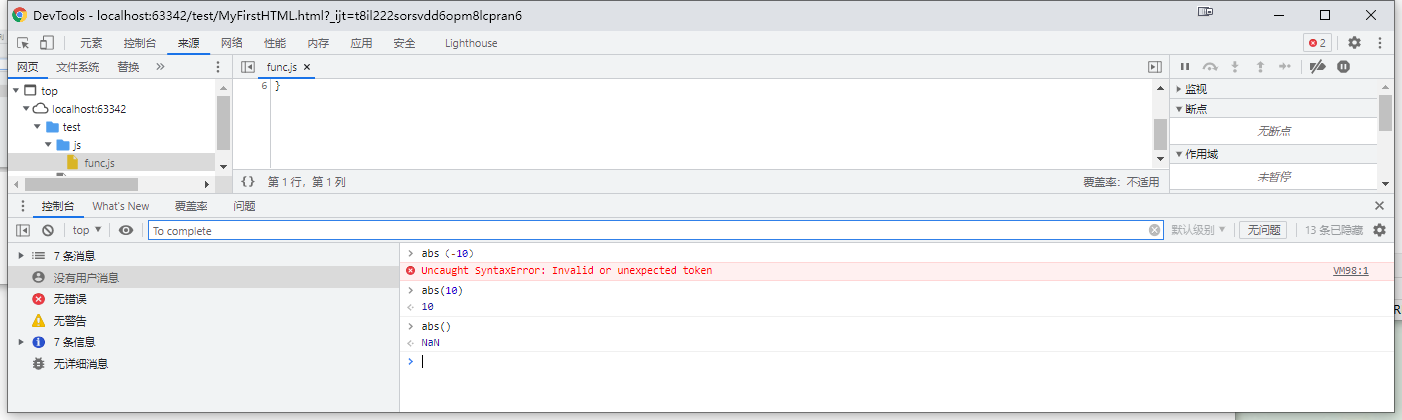 DevTools - localhost:63342/test/MyFirstHTML.html?_ijt=t8il222sorsvdd6opm8lcpran6
元素 控制台 来源 网络 性能 内存 应用 安全 Lighthouse 2
网页 文件系统 替换 » func.js ×
6 }
top
localhost:63342
test
js
func.js
{} 第 1 行，第 1 列 覆盖率：不适用
监视
断点
无断点
作用域
未暂停
控制台 What's New 覆盖率 问题
top ▼ To complete 默认级别 ▼ 无问题 13 条已隐藏
7 条消息
没有用户消息
无错误
无警告
7 条信息
无详细消息
> abs (-10)
Uncaught SyntaxError: Invalid or unexpected token VM98:1
> abs(10)
10
> abs()
NaN
>
R